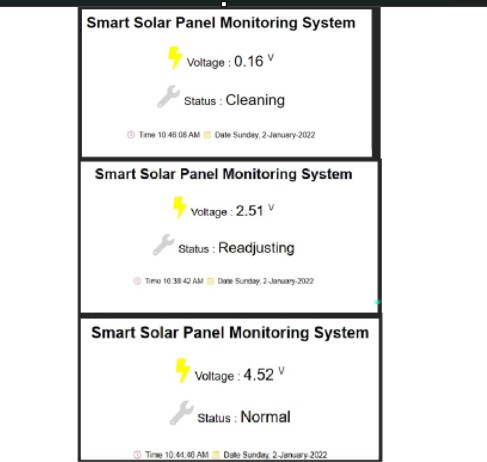 Smart Solar Panel Monitoring System
Voltage : 0.16 V
Status : Cleaning
Time 10:46:08 AM Date Sunday, 2-January-2022
Smart Solar Panel Monitoring System
Voltage : 2.51 V
Status : Readjusting
Time 10:38:42 AM Date Sunday, 2-January-2022
Smart Solar Panel Monitoring System
Voltage : 4.52 V
Status : Normal
Time 10:44:46 AM Date Sunday, 2-January-2022